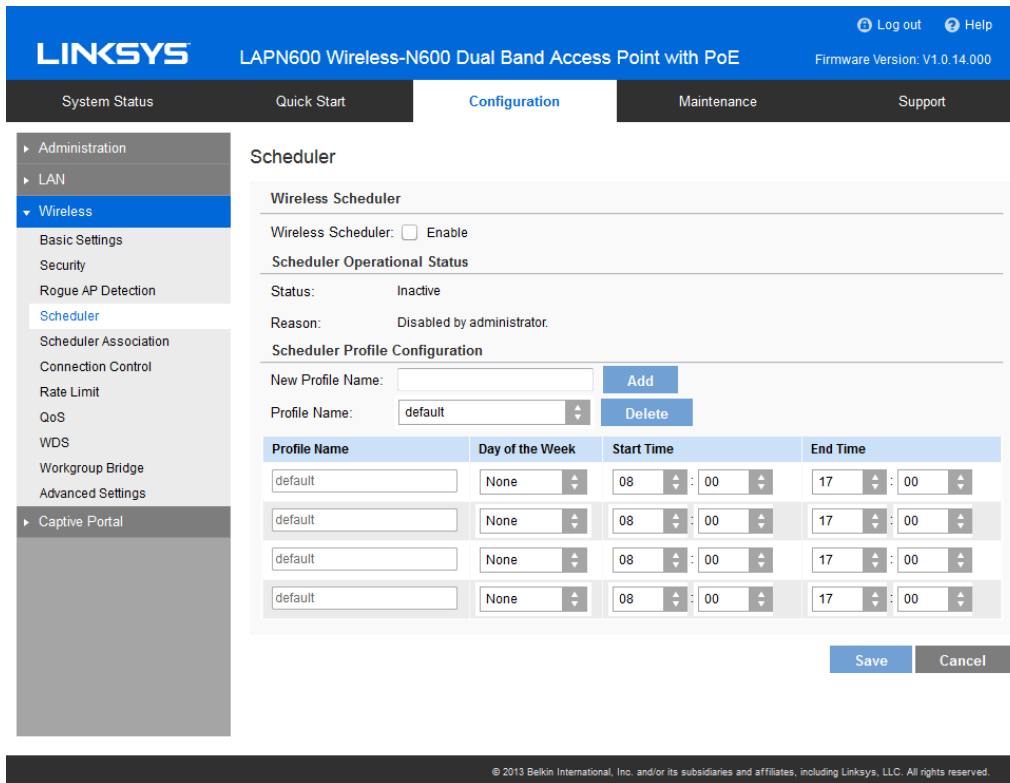 Log out Help
LINKSYS LAPN600 Wireless-N600 Dual Band Access Point with PoE Firmware Version: V1.0.14.000
System Status Quick Start Configuration Maintenance Support
Administration
LAN
Wireless
Basic Settings
Security
Rogue AP Detection
Scheduler
Scheduler Association
Connection Control
Rate Limit
QoS
WDS
Workgroup Bridge
Advanced Settings
Captive Portal
Scheduler
Wireless Scheduler
Wireless Scheduler: Enable
Scheduler Operational Status
Status: Inactive
Reason: Disabled by administrator.
Scheduler Profile Configuration
New Profile Name: Add
Profile Name: default Delete
Profile Name Day of the Week Start Time End Time
default None 08 : 00 17 : 00
default None 08 : 00 17 : 00
default None 08 : 00 17 : 00
default None 08 : 00 17 : 00
Save Cancel
© 2013 Belkin International, Inc. and/or its subsidiaries and affiliates, including Linksys, LLC. All rights reserved.